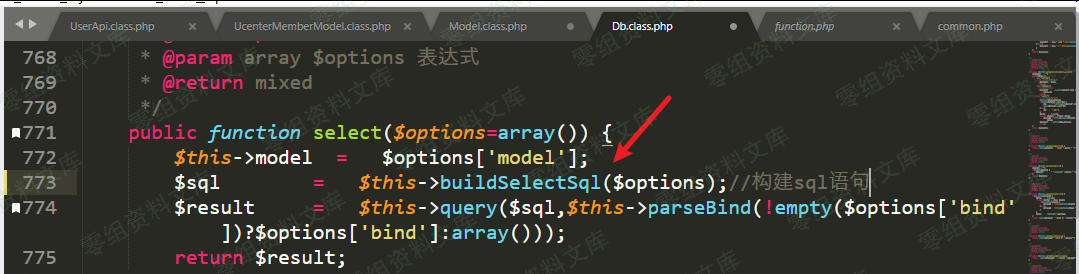 UserApi.class.php × UcenterMemberModel.class.php × Model.class.php Db.class.php function.php common.php ×
768 * @param array $options 表达式
769 * @return mixed
770 */
771 public function select($options=array()) {
772 $this->model = $options['model'];
773 $sql = $this->buildSelectSql($options);//构建sql语句
774 $result = $this->query($sql,$this->parseBind(!empty($options['bind'
])?$options['bind']:array()));
775 return $result;
零组资料文库